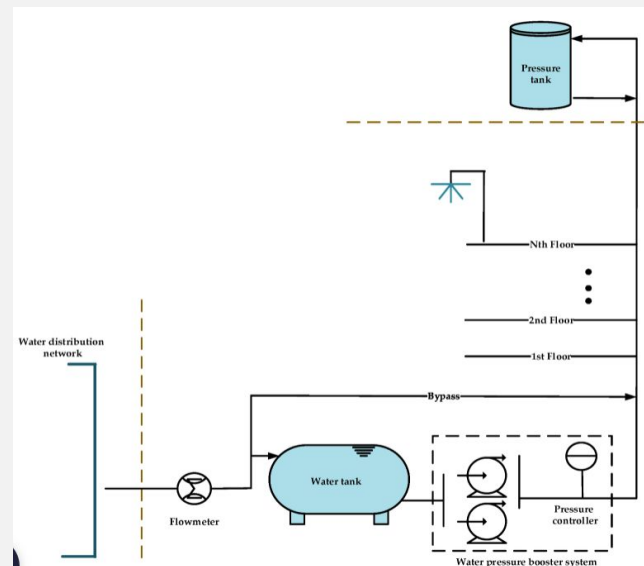 Pressure
tank
Nth Floor
2nd Floor
Water distribution
network
1st Floor
Bypass
Water tank
Flowmeter
Pressure
controller
Water pressure booster system